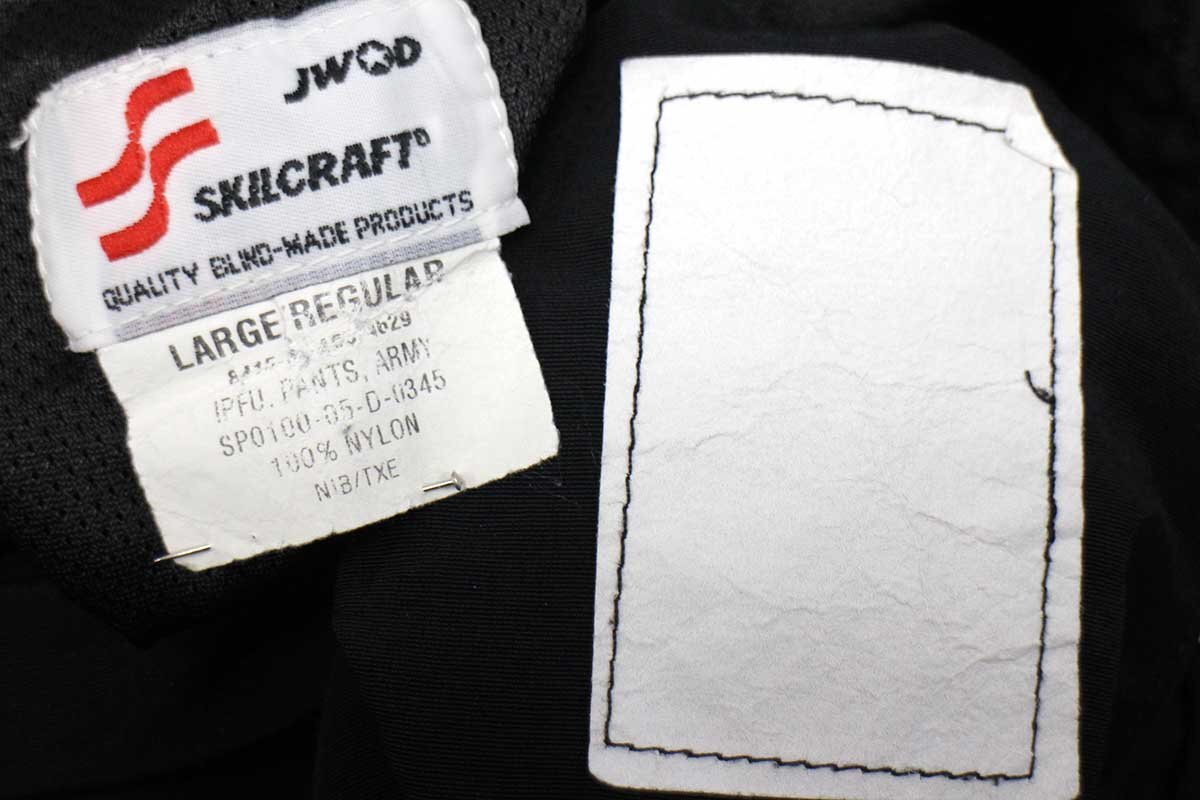 JWOD
SKILCRAFT®
QUALITY BLIND-MADE PRODUCTS
LARGE REGULAR
IPFU. PANTS, ARMY
SP0100-05-D-0345
100% NYLON
NIB/TXE